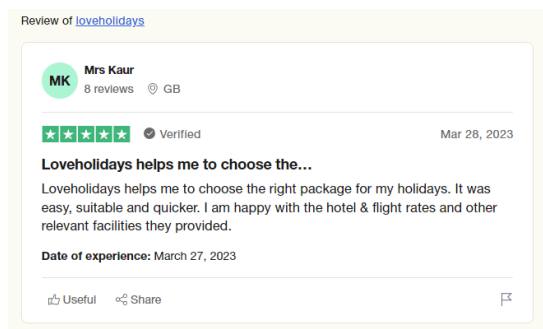 Review of loveholidays
MK
Mrs Kaur
8 reviews GB
Verified
Mar 28, 2023
Loveholidays helps me to choose the…
Loveholidays helps me to choose the right package for my holidays. It was
easy, suitable and quicker. I am happy with the hotel & flight rates and other
relevant facilities they provided.
Date of experience: March 27, 2023
Useful Share